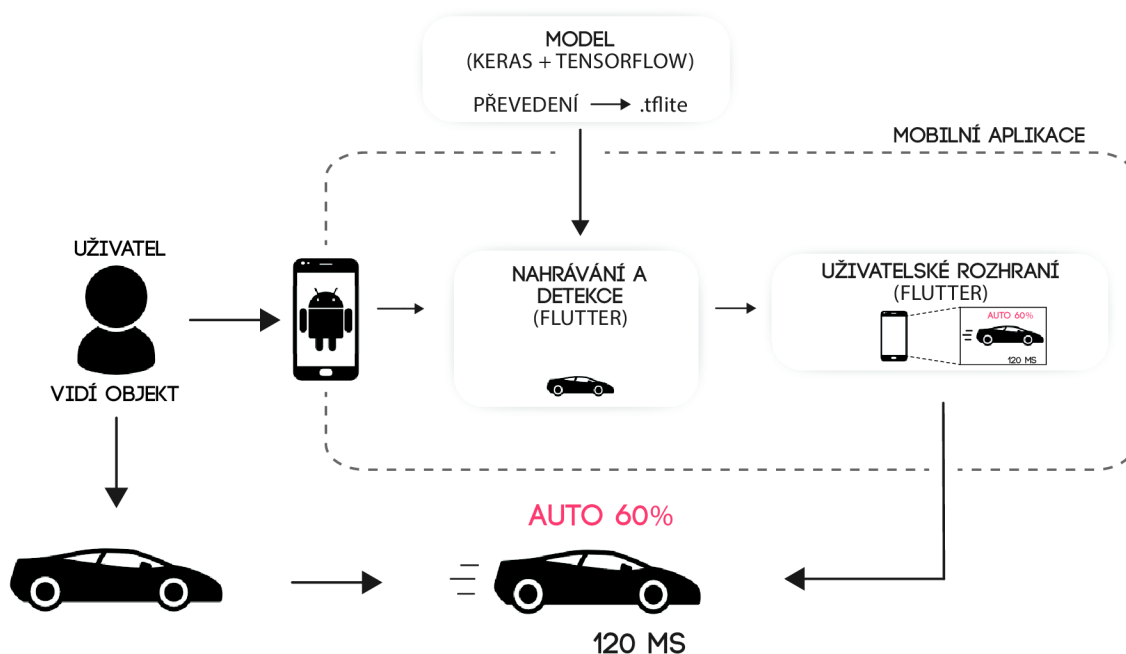 MODEL
(KERAS + TENSORFLOW)
PŘEVEDENÍ → .tflite
MOBILNÍ APLIKACE
UŽIVATEL
VIDÍ OBJEKT
NAHRÁVÁNÍ A
DETEKCE
(FLUTTER)
UŽIVATELSKÉ ROZHRANÍ
(FLUTTER)
AUTO 60%
120 MS
AUTO 60%
120 MS